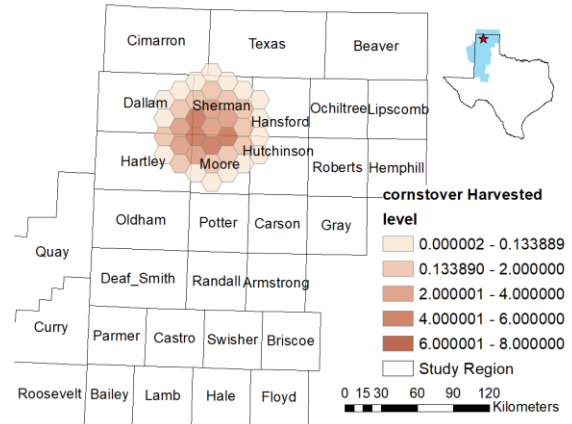 Cimarron Texas Beaver
Dallam Sherman Hansford Ochiltree Lipscomb
Hartley Moore Hutchinson Roberts Hemphill
Oldham Potter Carson Gray
Quay
Deaf_Smith Randall Armstrong
Curry Parmer Castro Swisher Briscoe
Roosevelt Bailey Lamb Hale Floyd
cornstover Harvested
level
0.000002 - 0.133889
0.133890 - 2.000000
2.000001 - 4.000000
4.000001 - 6.000000
6.000001 - 8.000000
Study Region
0 15 30 60 90 120
Kilometers